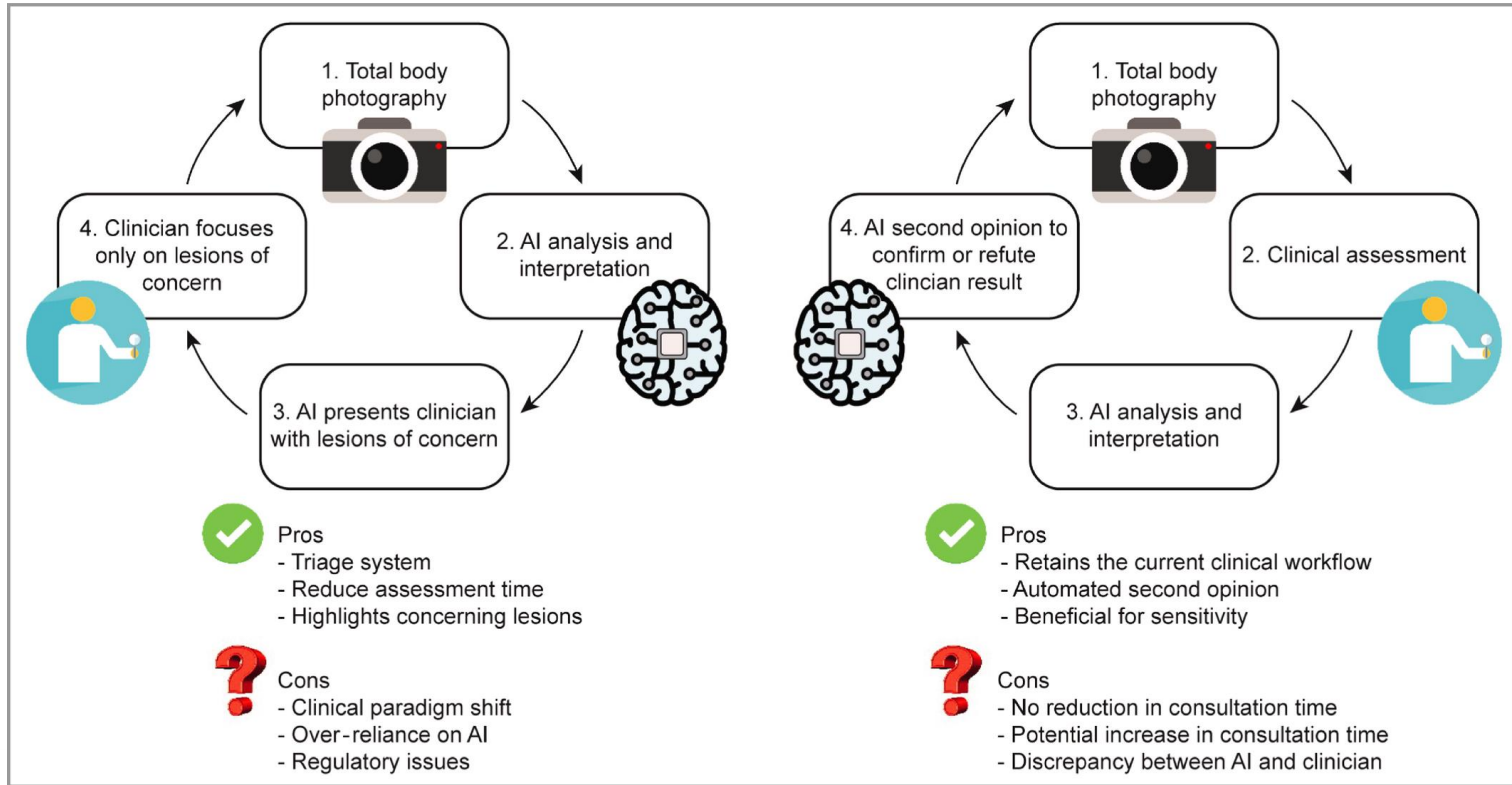 1. Total body
photography
2. AI analysis and
interpretation
3. AI presents clinician
with lesions of concern
4. Clinician focuses
only on lesions of
concern
Pros
- Triage system
- Reduce assessment time
- Highlights concerning lesions
Cons
- Clinical paradigm shift
- Over-reliance on AI
- Regulatory issues
1. Total body
photography
2. Clinical assessment
3. AI analysis and
interpretation
4. AI second opinion to
confirm or refute
clincian result
Pros
- Retains the current clinical workflow
- Automated second opinion
- Beneficial for sensitivity
Cons
- No reduction in consultation time
- Potential increase in consultation time
- Discrepancy between AI and clinician